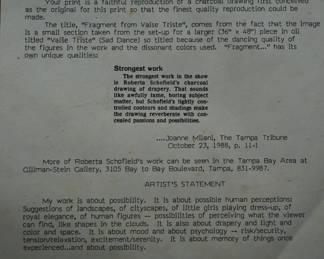 Your print is a faithful reproduction of a charcoal drawing first conceived
as the original for this print so that the finest quality reproduction could be
made.
The title, "Fragment from Valse Triste", comes from the fact that the image
is a small section taken from the set-up for a larger (36" x 48") piece in oil
titled "Valse Triste" (Sad Dance) so titled because of the dancing quality of
the figures in the work and the dissonant colors used. "Fragment..." has its
own unique qualities:
Strongest work
The strongest work in the show
is Roberta Schofield's charcoal
drawing of drapery. That sounds
like awfully tame, boring subject
matter, but Schofield's tightly con-
trolled contours and shadings make
the drawing reverberate with con-
cealed passions and possibilities.
....Joanne Milani, The Tampa Tribune
October 23, 1988, p. 11-I
More of Roberta Schofield's work can be seen in the Tampa Bay Area at
Gilman-Stein Gallery, 3105 Bay to Bay Boulevard, Tampa, 831-9987.
ARTIST'S STATEMENT
My work is about possibility. It is about possible human perceptions:
Suggestions of landscapes, of cityscapes, of little girls playing dress-up, of
royal elegance, of human figures -- possibilities of perceiving what the viewer
can find, like shapes in the clouds. It is also about drapery and light and
color and space. It is about mood and about psychology -- risk/security,
tension/relaxation, excitement/serenity. It is about memory of things once
experienced...and about possibility.